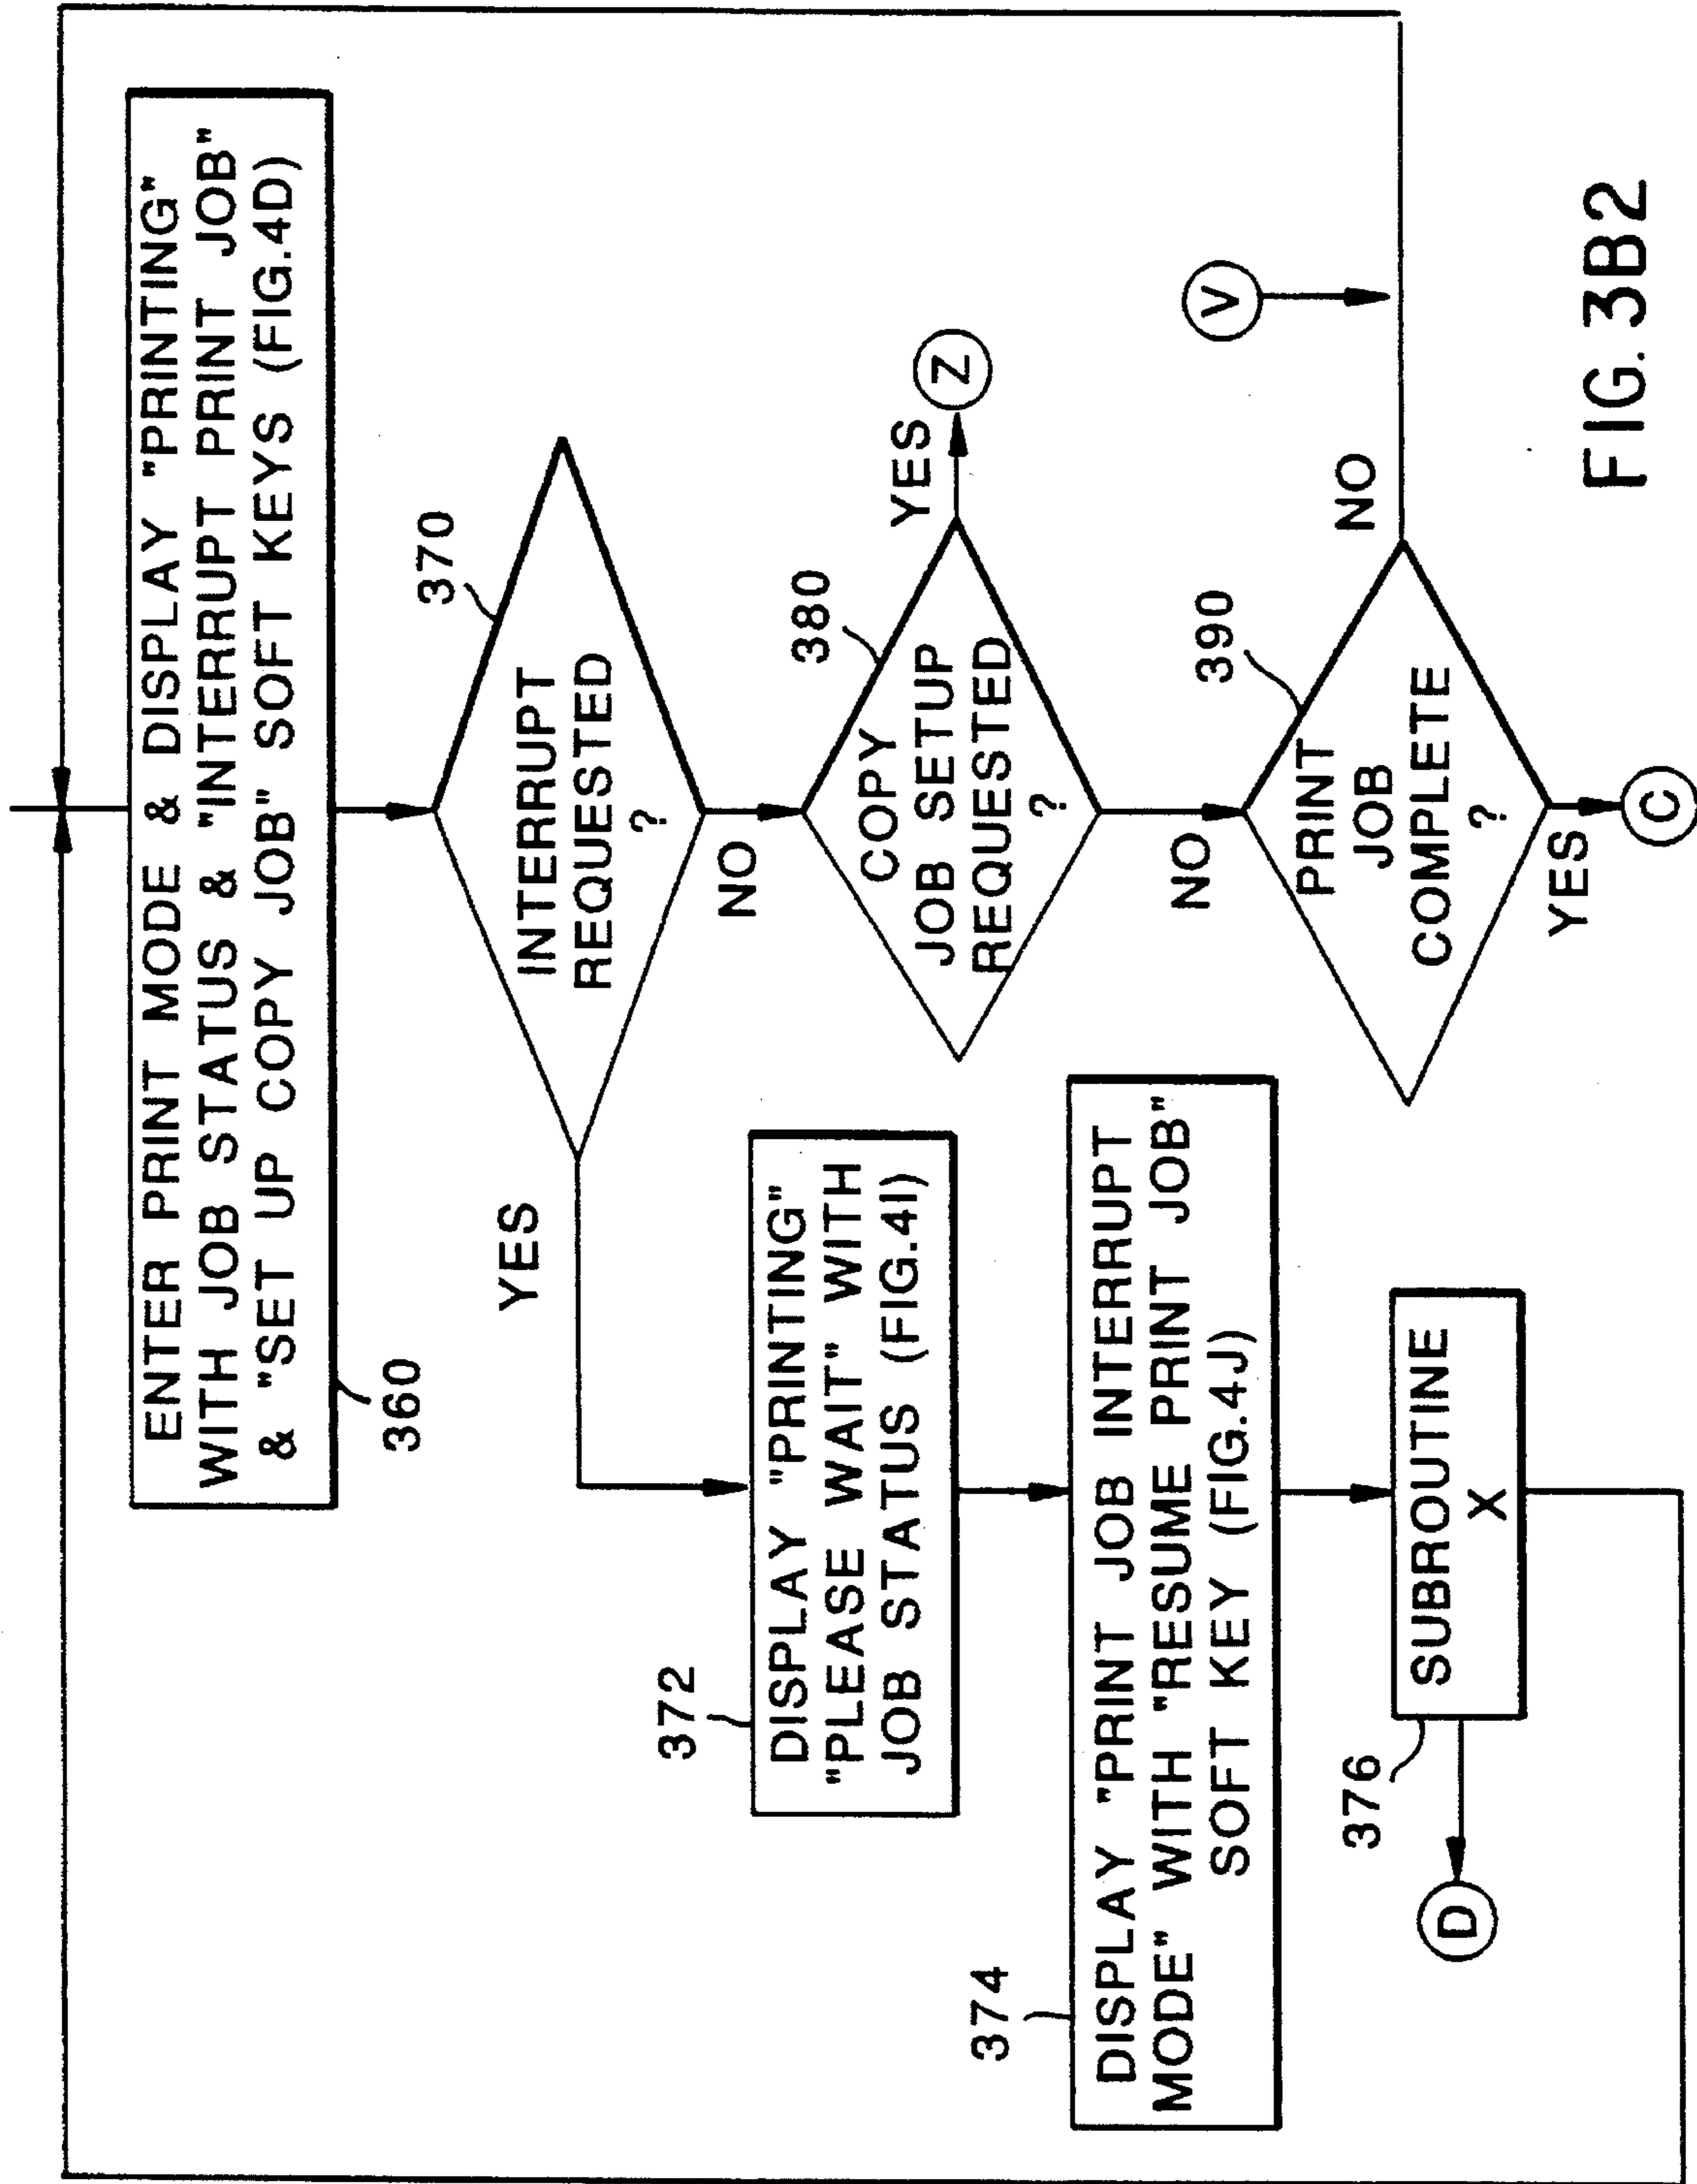 ENTER PRINT MODE & DISPLAY "PRINTING"
WITH JOB STATUS & "INTERRUPT PRINT JOB"
& "SET UP COPY JOB" SOFT KEYS (FIG.4D)
360
370
INTERRUPT
REQUESTED
?
YES
NO
372
DISPLAY "PRINTING"
"PLEASE WAIT" WITH
JOB STATUS (FIG.4I)
380
COPY
JOB SETUP
REQUESTED
?
YES
Z
NO
374
DISPLAY "PRINT JOB INTERRUPT
MODE" WITH "RESUME PRINT JOB"
SOFT KEY (FIG.4J)
390
PRINT
JOB
COMPLETE
?
NO
V
YES
C
376
SUBROUTINE
X
D
FIG. 3B2